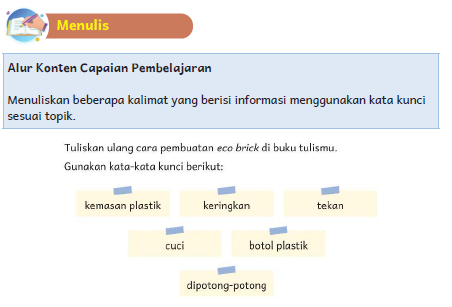 Menulis
Alur Konten Capaian Pembelajaran
Menuliskan beberapa kalimat yang berisi informasi menggunakan kata kunci
sesuai topik.
Tuliskan ulang cara pembuatan eco brick di buku tulismu.
Gunakan kata-kata kunci berikut:
kemasan plastik
keringkan
tekan
cuci
botol plastik
dipotong-potong